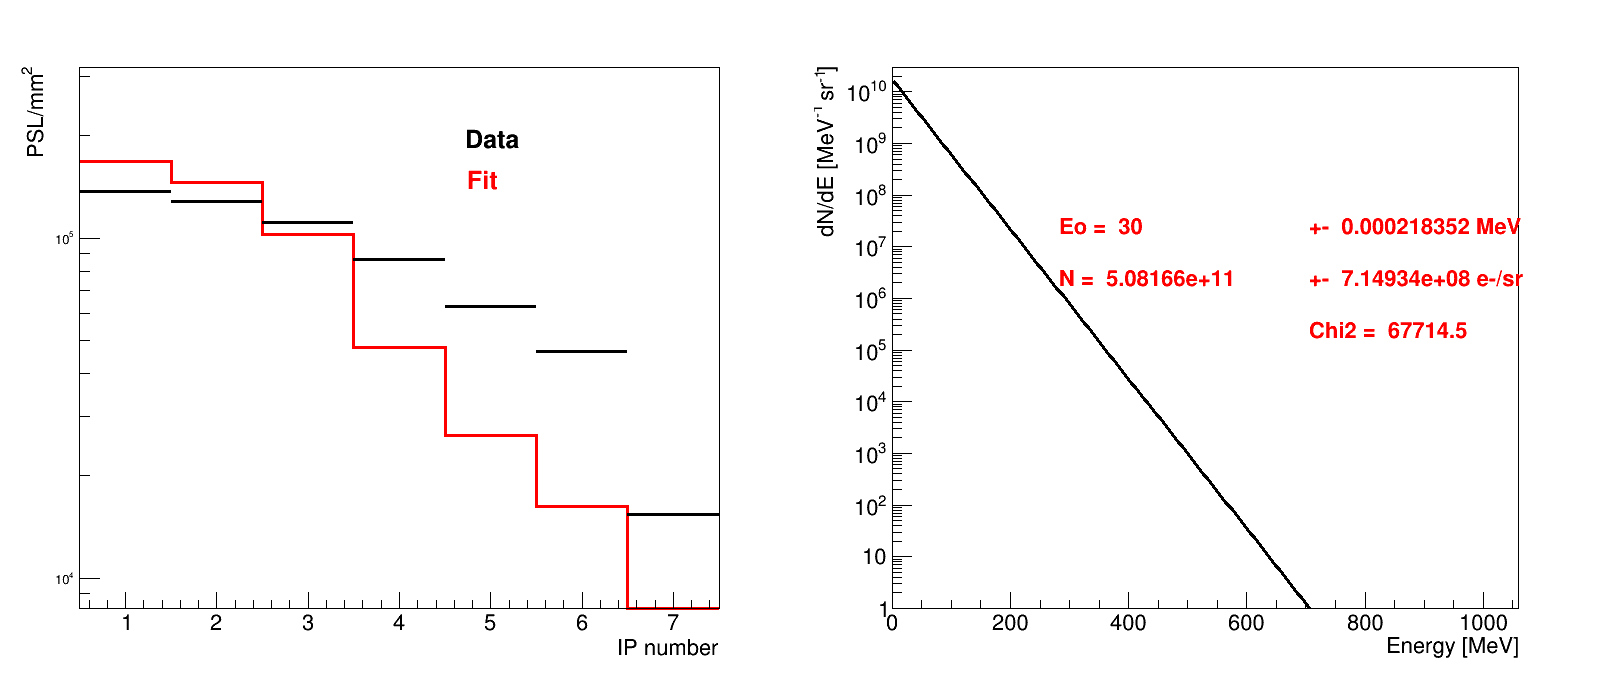 PSL/mm²
Data
Fit
10⁵
10⁴
1 2 3 4 5 6 7
IP number
dN/dE [MeV⁻¹ sr⁻¹]
10¹⁰
10⁹
10⁸
10⁷
10⁶
10⁵
10⁴
10³
10²
10
1
Eo = 30 +- 0.000218352 MeV
N = 5.08166e+11 +- 7.14934e+08 e-/sr
Chi2 = 67714.5
0 200 400 600 800 1000
Energy [MeV]